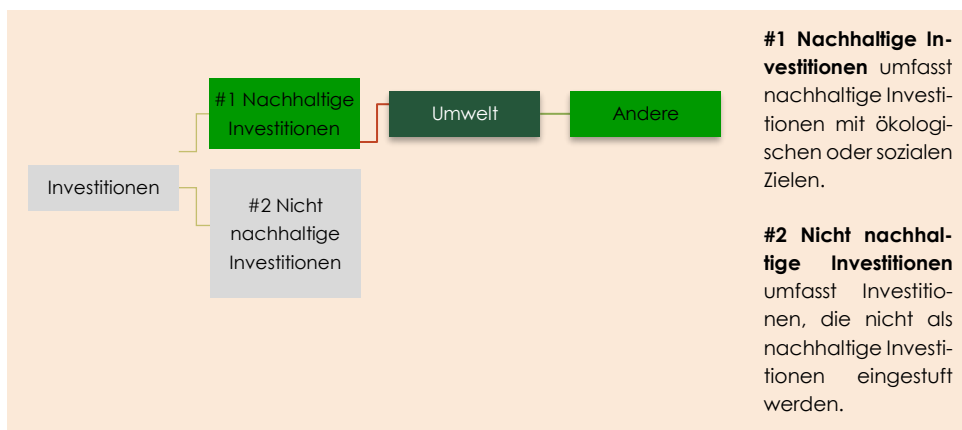 Investitionen
#1 Nachhaltige
Investitionen
Umwelt
Andere
#2 Nicht
nachhaltige
Investitionen
#1 Nachhaltige In-
vestitionen umfasst
nachhaltige Investi-
tionen mit ökologi-
schen oder sozialen
Zielen.
#2 Nicht nachhal-
tige Investitionen
umfasst Investitio-
nen, die nicht als
nachhaltige Investi-
tionen eingestuft
werden.